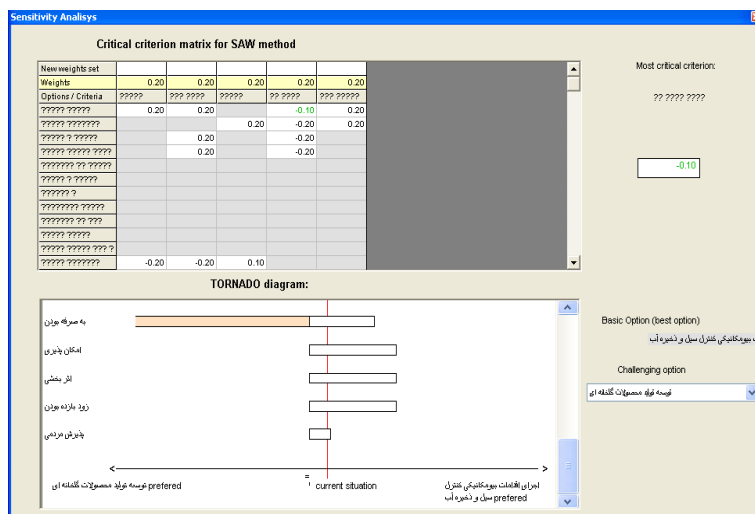 Sensitivity Analisys
Critical criterion matrix for SAW method
New weights set
Weights 0.20 0.20 0.20 0.20 0.20
Options / Criteria ????? ??? ???? ????? ?? ???? ??? ?????
????? ????? 0.20 0.20 -0.10 0.20
????? ??????? 0.20 -0.20 0.20
????? ? ????? 0.20 -0.20
????? ????? ???? 0.20 -0.20
??????? ?? ?????
????? ? ?????
?????? ?
???????? ?????
??????? ?? ???
????? ?????
????? ????? ??? ?
????? ??????? -0.20 -0.20 0.10
Most critical criterion:
?? ???? ????
-0.10
TORNADO diagram:
به صرفه بودن
امکان پذیری
اثر بخشی
زود بازده بودن
پذیرش مردمی
توسعه تولید محصولات گلخانه ای prefered
=
current situation
اجرای اقدامات بیومکانیکی کنترل
سیل و ذخیره آب prefered
Basic Option (best option)
بیومکانیکی کنترل سیل و ذخیره آب
Challenging option
توسعه تولید محصولات گلخانه ای